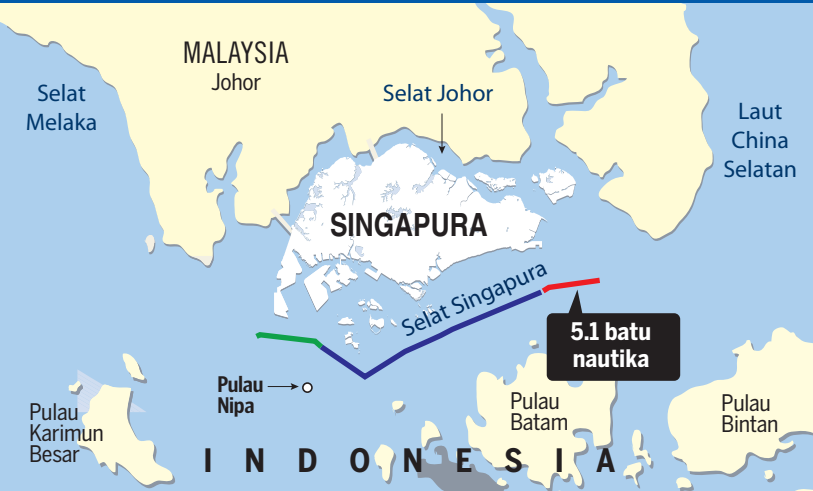 MALAYSIA
Johor
Selat
Melaka
Selat Johor
Laut
China
Selatan
SINGAPURA
Selat Singapura
5.1 batu
nautika
Pulau
Nipa
Pulau
Karimun
Besar
Pulau
Batam
Pulau
Bintan
INDONESIA